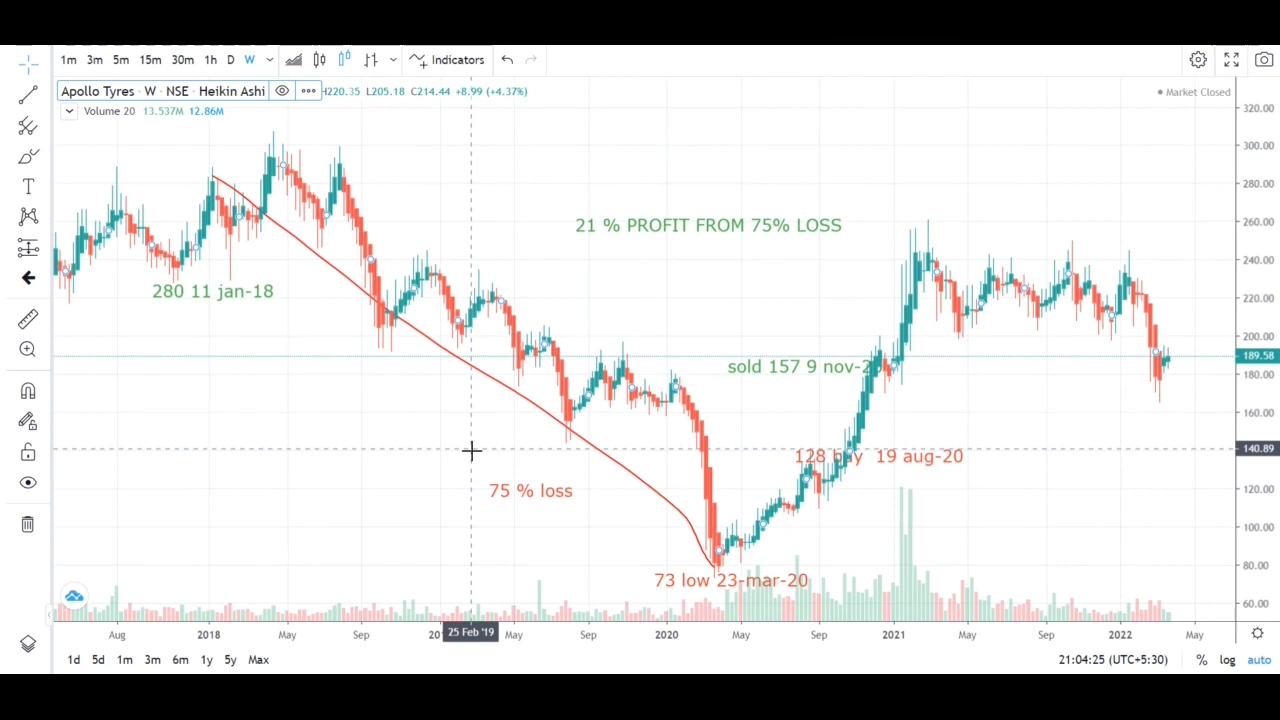 1m 3m 5m 15m 30m 1h D W Indicators
Apollo Tyres · W · NSE · Heikin Ashi H220.35 L205.18 C214.44 +8.99 (+4.37%)
Market Closed
Volume 20 13.537M 12.86M
320.00
300.00
280.00
260.00
240.00
220.00
200.00
189.58
180.00
160.00
140.89
120.00
100.00
80.00
60.00
21 % PROFIT FROM 75% LOSS
280 11 jan-18
sold 157 9 nov-2
128 buy 19 aug-20
75 % loss
73 low 23-mar-20
Aug 2018 May Sep 25 Feb '19 May Sep 2020 May Sep 2021 May Sep 2022 May
1d 5d 1m 3m 6m 1y 5y Max
21:04:25 (UTC+5:30) % log auto